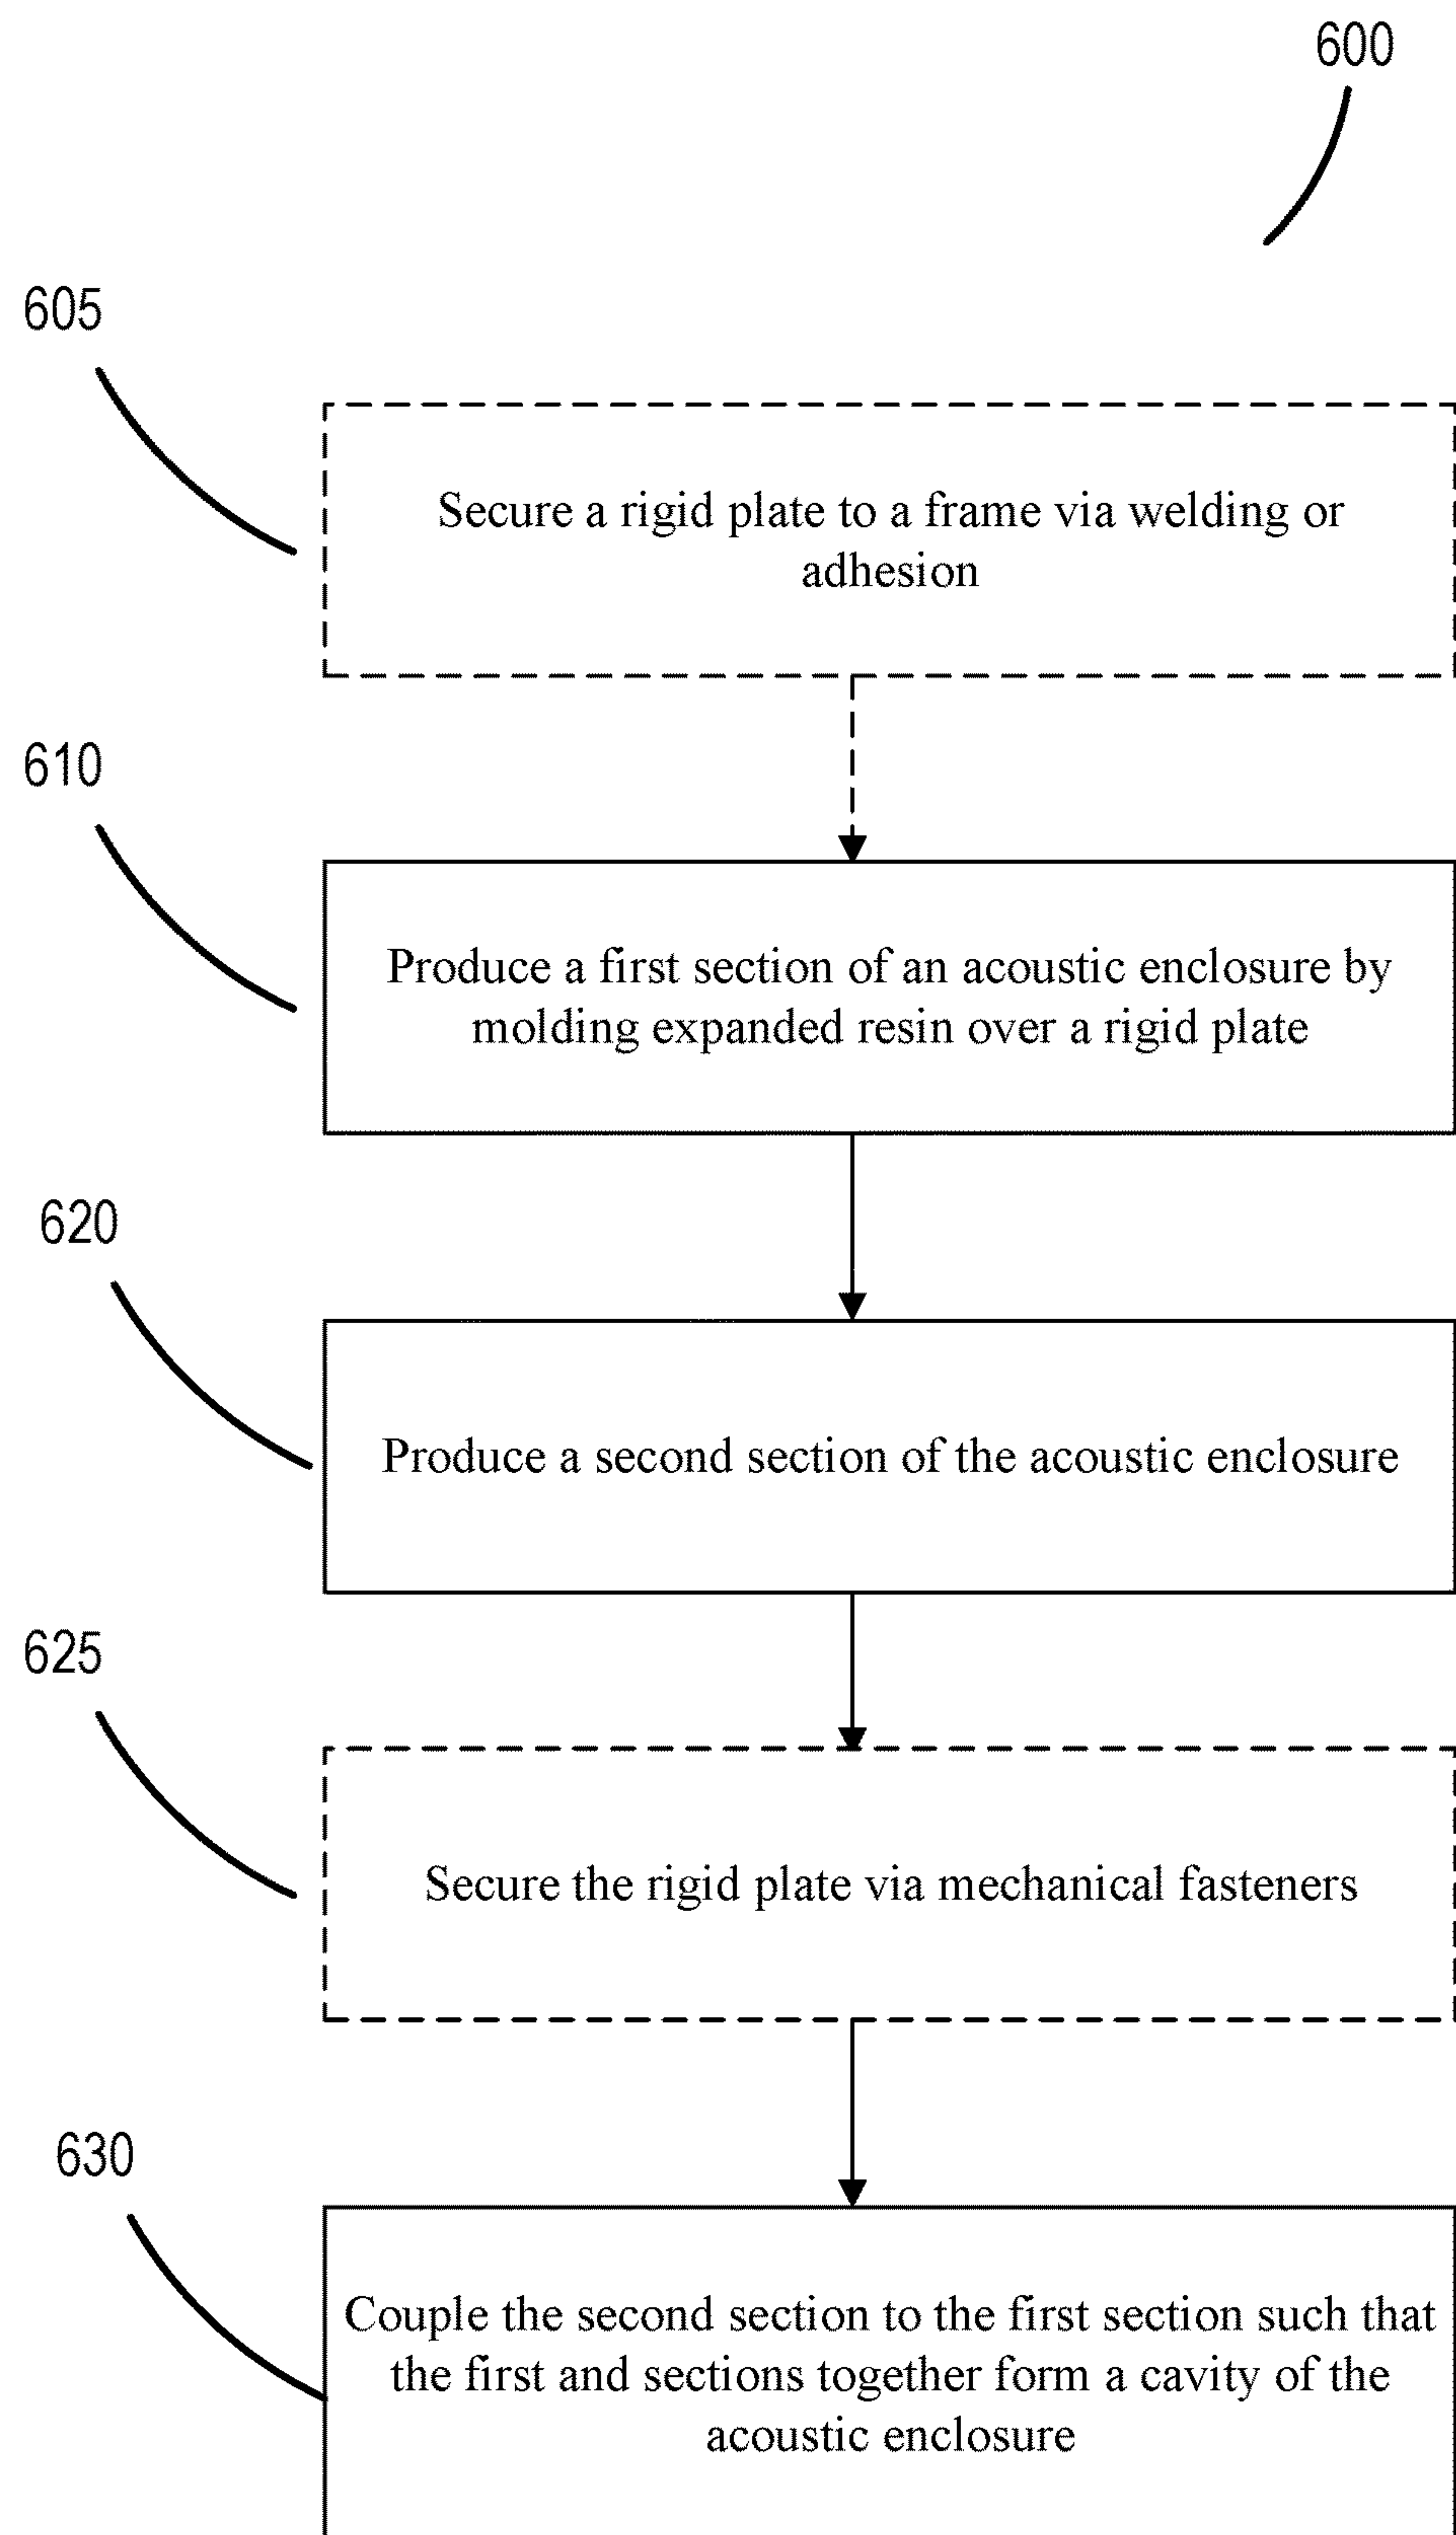 600
605
Secure a rigid plate to a frame via welding or
adhesion
610
Produce a first section of an acoustic enclosure by
molding expanded resin over a rigid plate
620
Produce a second section of the acoustic enclosure
625
Secure the rigid plate via mechanical fasteners
630
Couple the second section to the first section such that
the first and sections together form a cavity of the
acoustic enclosure